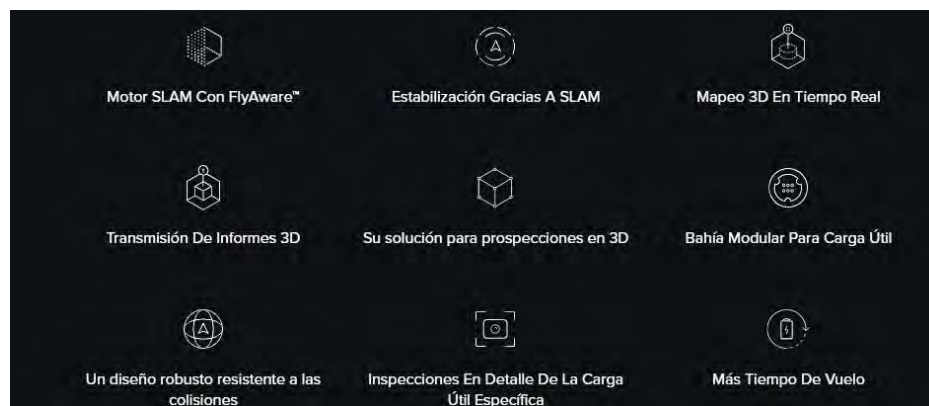 Motor SLAM Con FlyAware™
Estabilización Gracias A SLAM
Mapeo 3D En Tiempo Real
Transmisión De Informes 3D
Su solución para prospecciones en 3D
Bahía Modular Para Carga Útil
Un diseño robusto resistente a las
colisiones
Inspecciones En Detalle De La Carga
Útil Específica
Más Tiempo De Vuelo